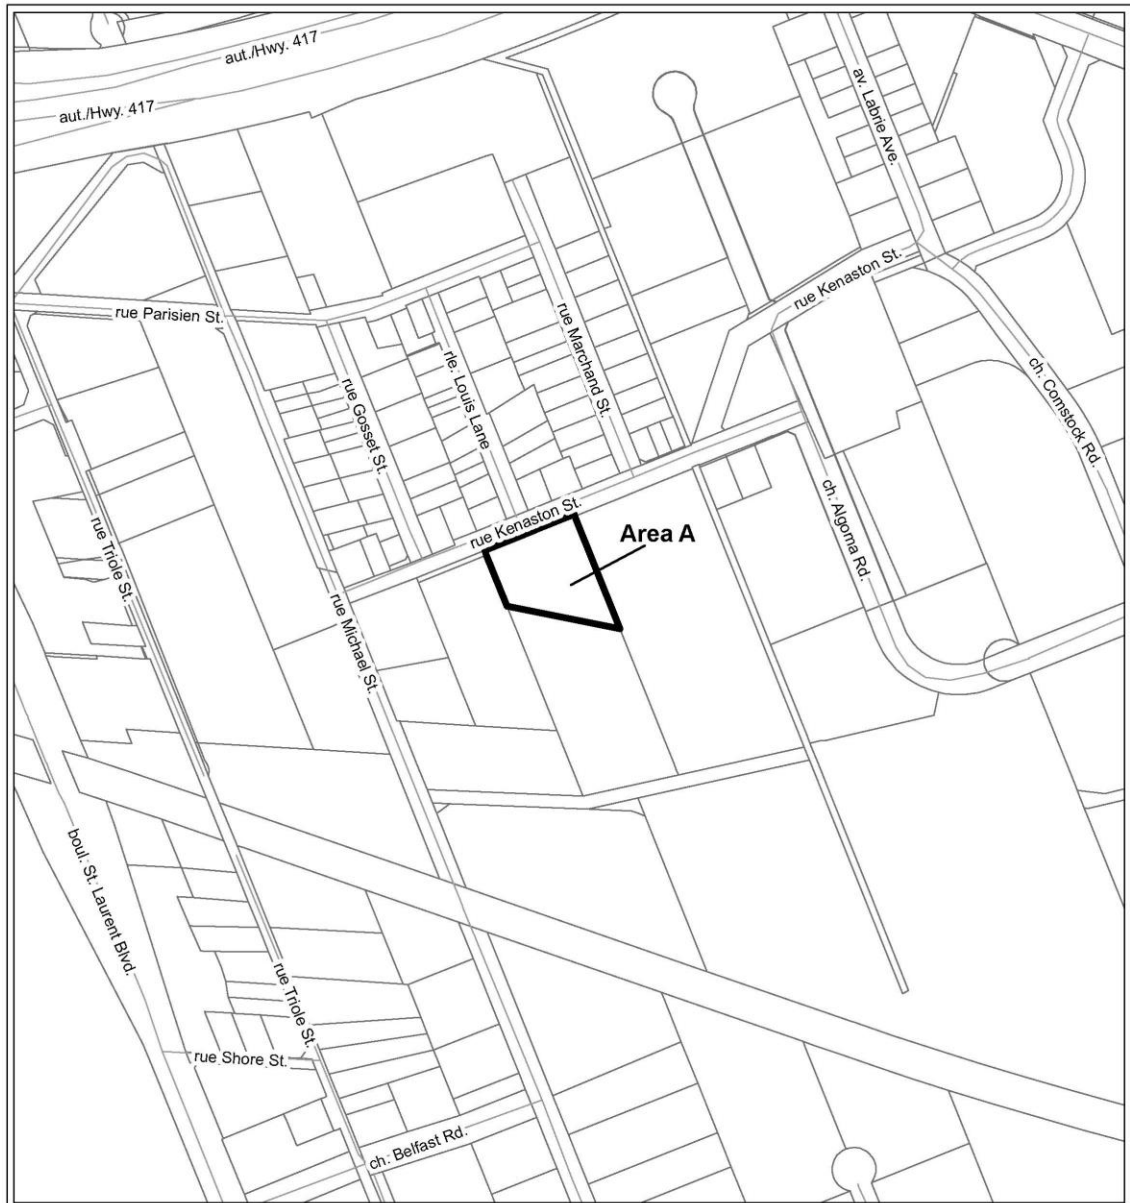 aut./Hwy. 417
aut./Hwy. 417
av. Labrie Ave.
rue Kenaston St.
rue Parisien St.
rue Marchand St.
rle. Louis Lane
rue Gosset St.
ch. Comstock Rd.
rue Kenaston St.
Area A
ch. Algoma Rd.
rue Triole St.
rue Michael St.
boul. St. Laurent Blvd.
rue Triole St.
rue Shore St.
ch. Belfast Rd.